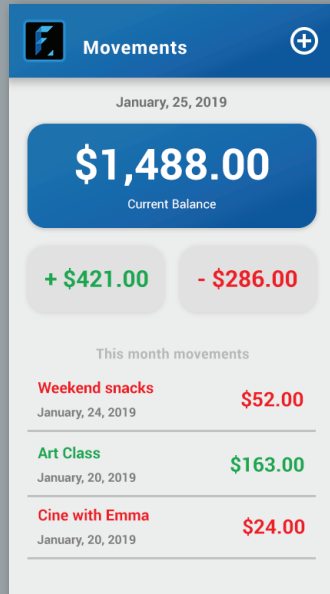 Movements
January, 25, 2019
$1,488.00
Current Balance
+ $421.00
- $286.00
This month movements
Weekend snacks
$52.00
January, 24, 2019
Art Class
$163.00
January, 20, 2019
Cine with Emma
$24.00
January, 20, 2019